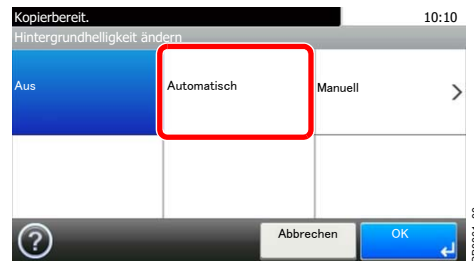 Kopierbereit. 10:10
Hintergrundhelligkeit ändern
Aus Automatisch Manuell
Abbrechen OK